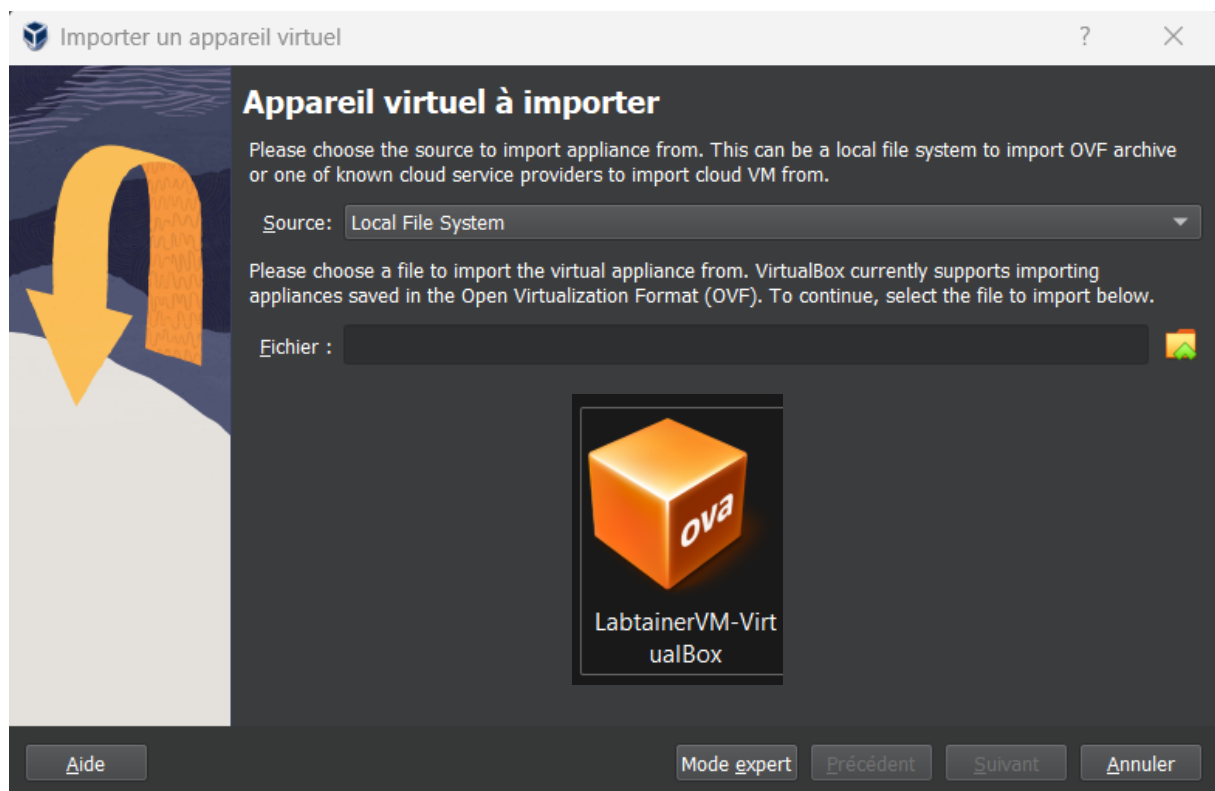 Importer un appareil virtuel
Appareil virtuel à importer
Please choose the source to import appliance from. This can be a local file system to import OVF archive
or one of known cloud service providers to import cloud VM from.
Source: Local File System
Please choose a file to import the virtual appliance from. VirtualBox currently supports importing
appliances saved in the Open Virtualization Format (OVF). To continue, select the file to import below.
Fichier :
ova
LabtainerVM-Virt
ualBox
Aide Mode expert Précédent Suivant Annuler